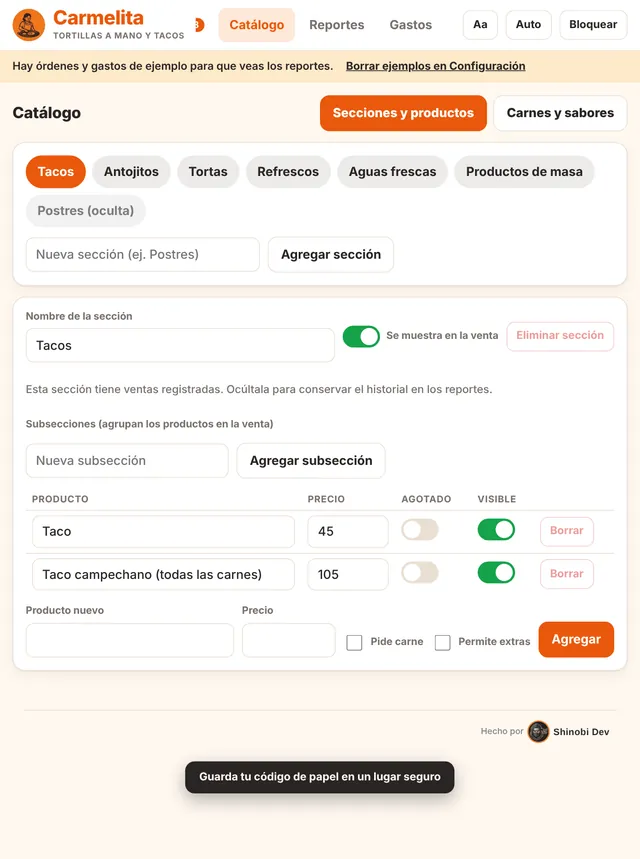 Carmelita
TORTILLAS A MANO Y TACOS
Catálogo
Reportes
Gastos
Aa
Auto
Bloquear
Hay órdenes y gastos de ejemplo para que veas los reportes. Borrar ejemplos en Configuración
Catálogo
Secciones y productos
Carnes y sabores
Tacos
Antojitos
Tortas
Refrescos
Aguas frescas
Productos de masa
Postres (oculta)
Nueva sección (ej. Postres)
Agregar sección
Nombre de la sección
Tacos
Se muestra en la venta
Eliminar sección
Esta sección tiene ventas registradas. Ocúltala para conservar el historial en los reportes.
Subsecciones (agrupan los productos en la venta)
Nueva subsección
Agregar subsección
PRODUCTO PRECIO AGOTADO VISIBLE
Taco 45 Borrar
Taco campechano (todas las carnes) 105 Borrar
Producto nuevo Precio
Pide carne Permite extras Agregar
Hecho por Shinobi Dev
Guarda tu código de papel en un lugar seguro